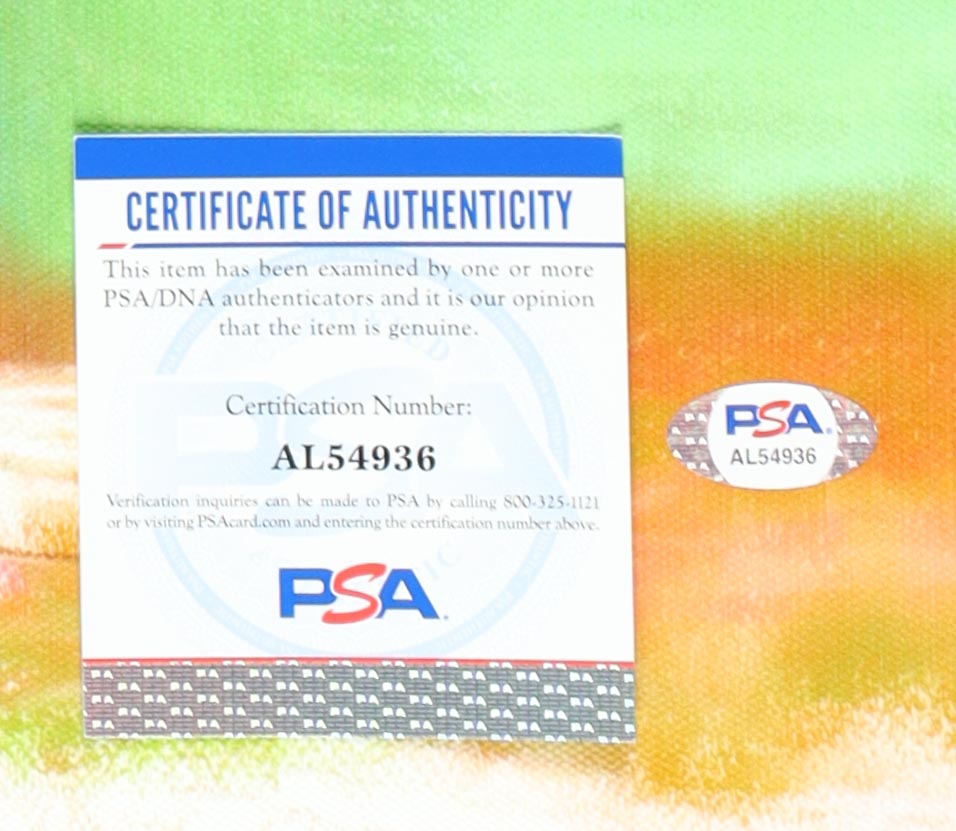 CERTIFICATE OF AUTHENTICITY
This item has been examined by one or more
PSA/DNA authenticators and it is our opinion
that the item is genuine.
Certification Number:
AL54936
Verification inquiries can be made to PSA by calling 800-325-1121
or by visiting PSAcard.com and entering the certification number above.
PSA.
PSA.
AL54936